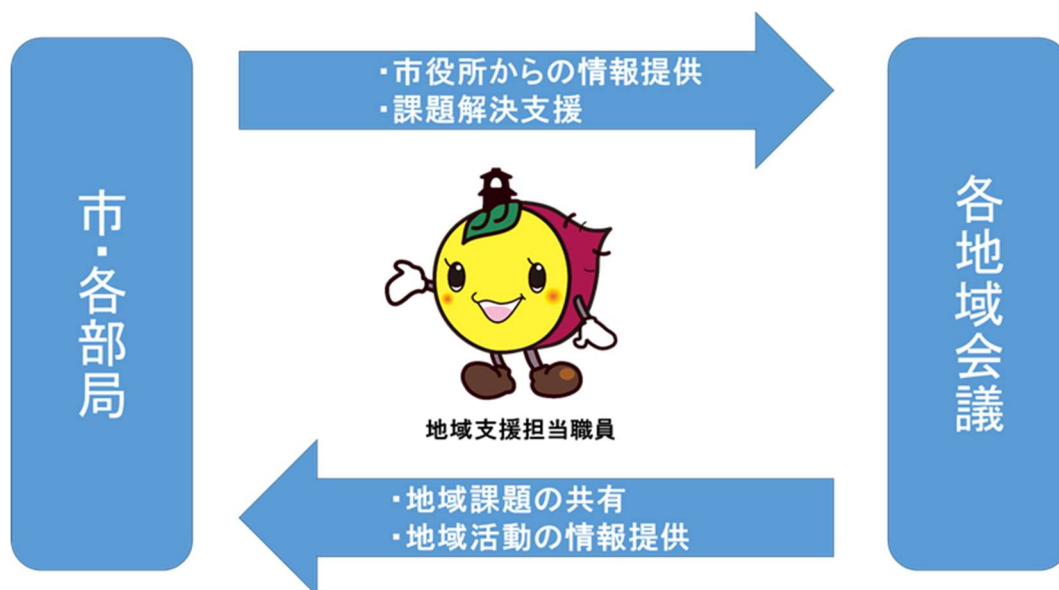 市・各部局
・市役所からの情報提供
・課題解決支援
各地域会議
地域支援担当職員
・地域課題の共有
・地域活動の情報提供